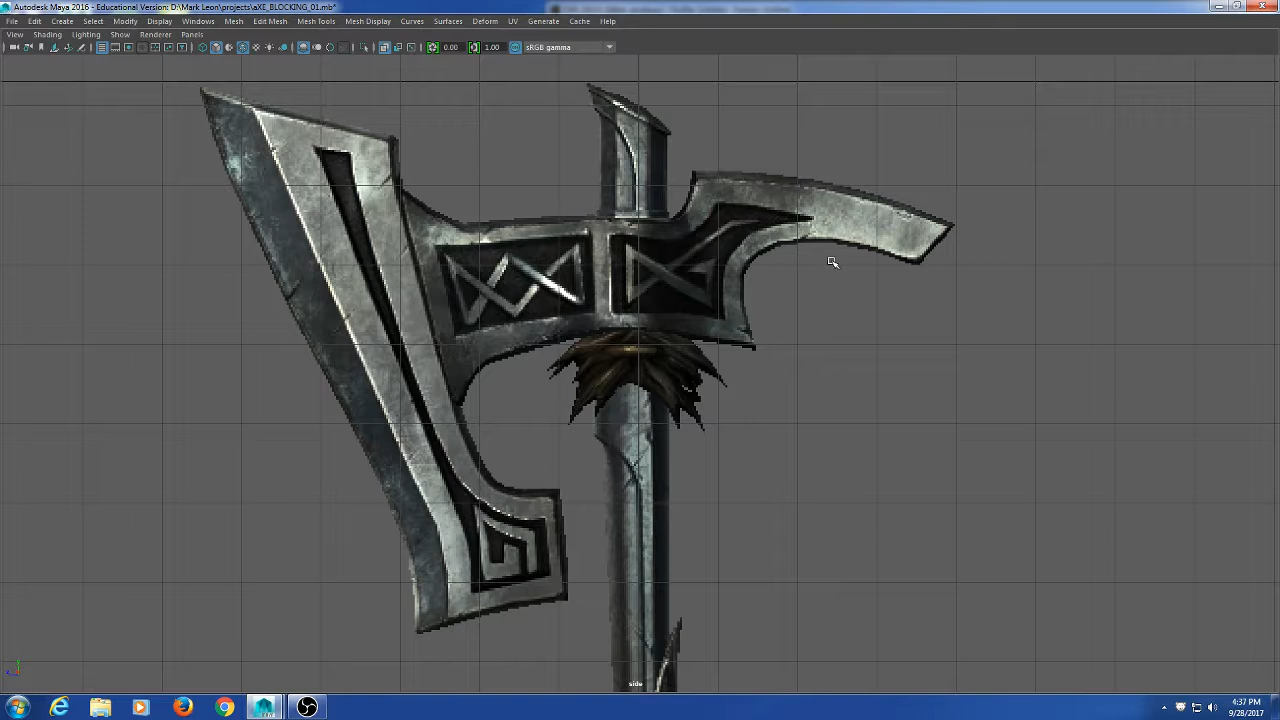 Autodesk Maya 2016 - Educational Version: D:\Mark Leon\projects\aXE_BLOCKING_01.mb*
File Edit Create Select Modify Display Windows Mesh Edit Mesh Mesh Tools Mesh Display Curves Surfaces Deform UV Generate Cache Help
View Shading Lighting Show Renderer Panels
0.00 1.00 sRGB gamma
side
4:37 PM
9/28/2017